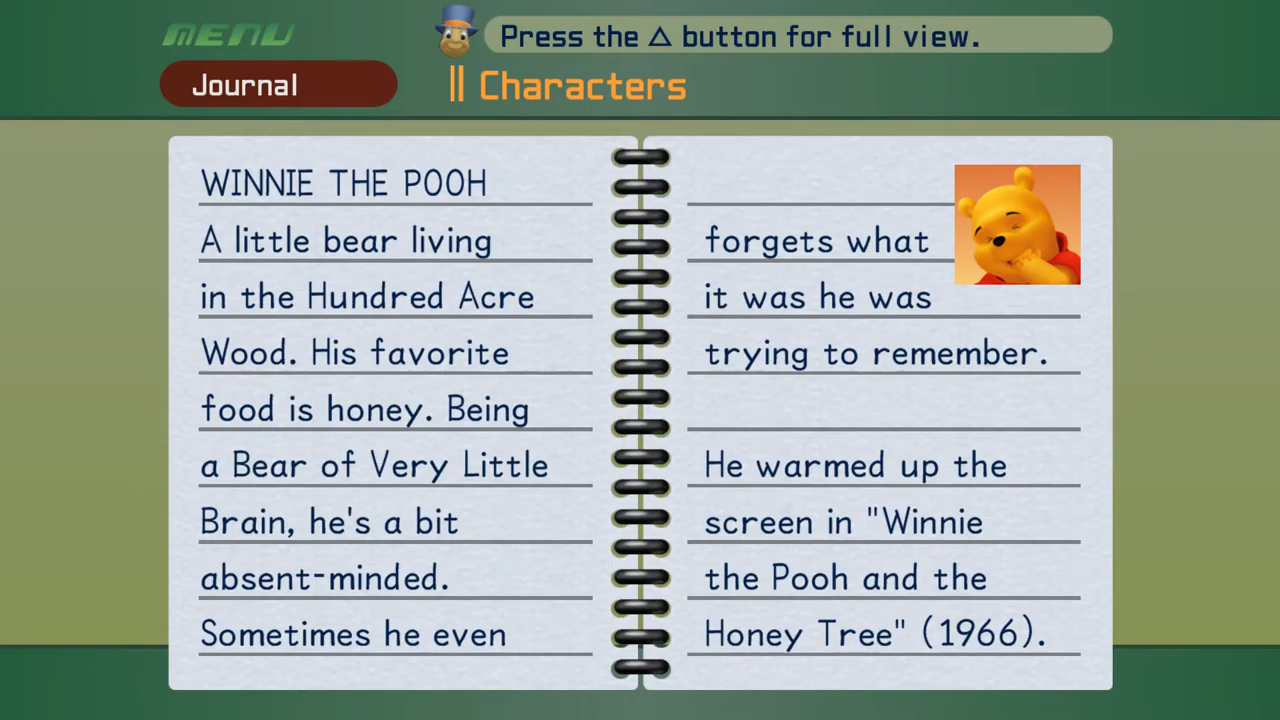 MENU
Press the △ button for full view.
Journal
Characters
WINNIE THE POOH
A little bear living
in the Hundred Acre
Wood. His favorite
food is honey. Being
a Bear of Very Little
Brain, he's a bit
absent-minded.
Sometimes he even
forgets what
it was he was
trying to remember.
He warmed up the
screen in "Winnie
the Pooh and the
Honey Tree" (1966).